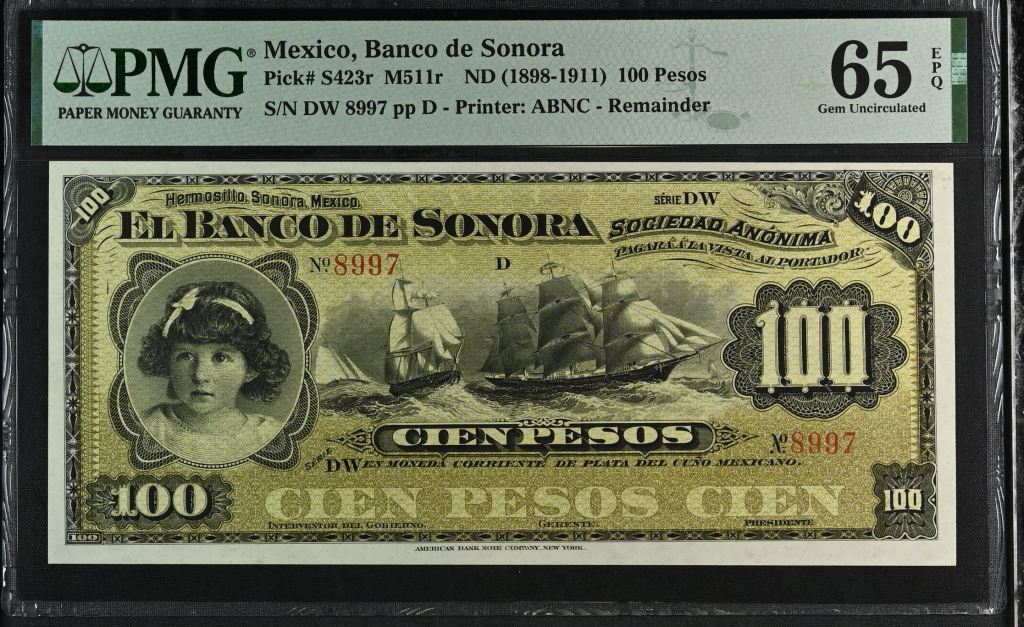 PMG®
PAPER MONEY GUARANTY
Mexico, Banco de Sonora
Pick# S423r M511r ND (1898-1911) 100 Pesos
S/N DW 8997 pp D - Printer: ABNC - Remainder
65 EPQ
Gem Uncirculated
100
Hermosillo, Sonora, Mexico,
SÉRIE DW
100
EL BANCO DE SONORA
SOCIEDAD ANÓNIMA
PAGARÁ Á LA VISTA AL PORTADOR
Nº 8997
D
100
CIEN PESOS
Nº 8997
SERIE DW EN MONEDA CORRIENTE DE PLATA DEL CUÑO MEXICANO.
100
CIEN PESOS CIEN
100
INTERVENTOR DEL GOBIERNO.
GERENTE.
PRESIDENTE
100
AMERICAN BANK NOTE COMPANY, NEW YORK.